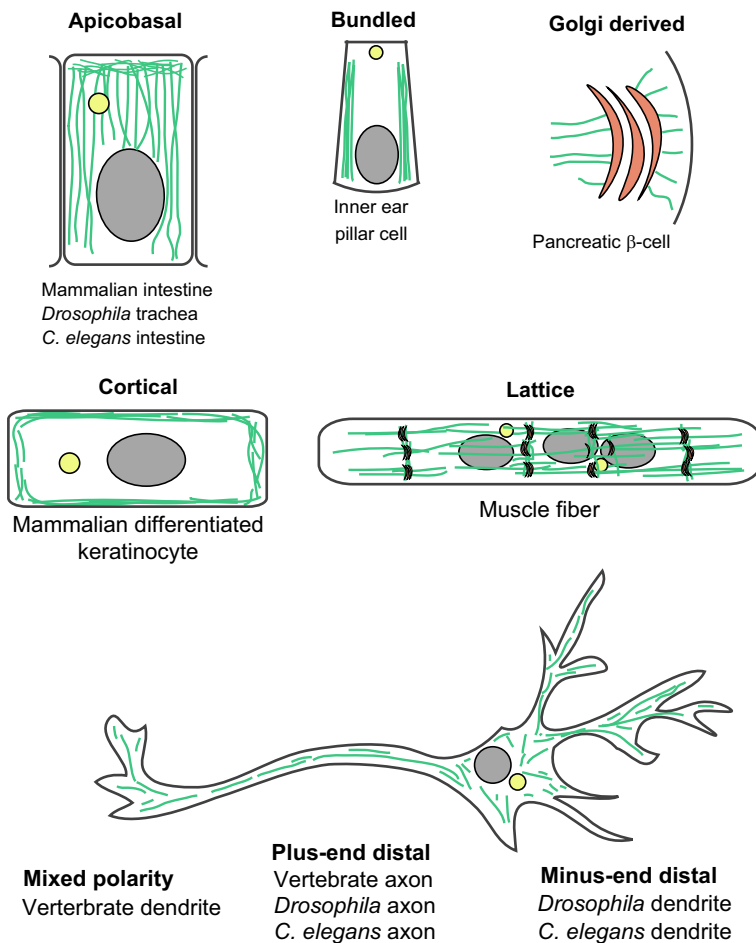 Apicobasal
Bundled
Golgi derived
Inner ear
pillar cell
Pancreatic β-cell
Mammalian intestine
Drosophila trachea
C. elegans intestine
Cortical
Lattice
Mammalian differentiated
keratinocyte
Muscle fiber
Mixed polarity
Verterbrate dendrite
Plus-end distal
Vertebrate axon
Drosophila axon
C. elegans axon
Minus-end distal
Drosophila dendrite
C. elegans dendrite